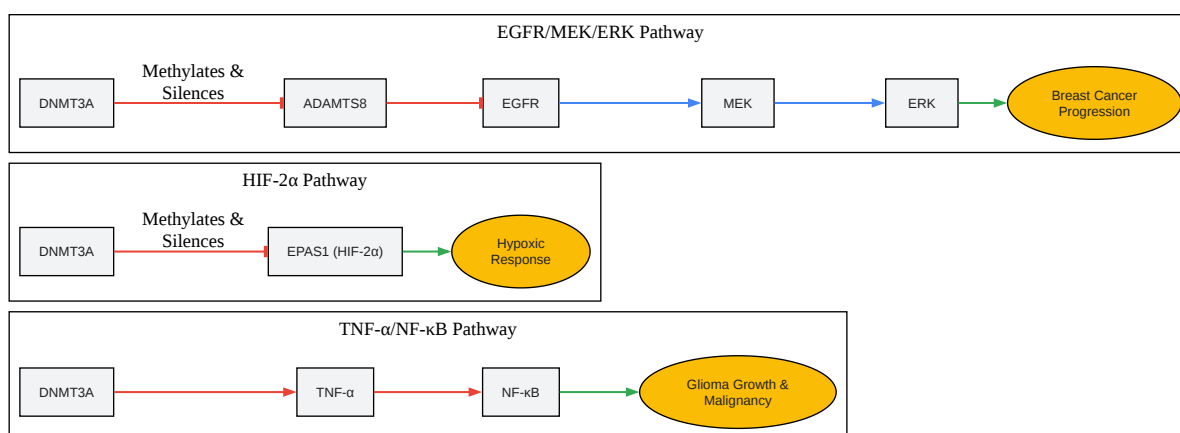 EGFR/MEK/ERK Pathway
Methylates &
Silences
DNMT3A
ADAMTS8
EGFR
MEK
ERK
Breast Cancer
Progression
HIF-2α Pathway
Methylates &
Silences
DNMT3A
EPAS1 (HIF-2α)
Hypoxic
Response
TNF-α/NF-κB Pathway
DNMT3A
TNF-α
NF-κB
Glioma Growth &
Malignancy